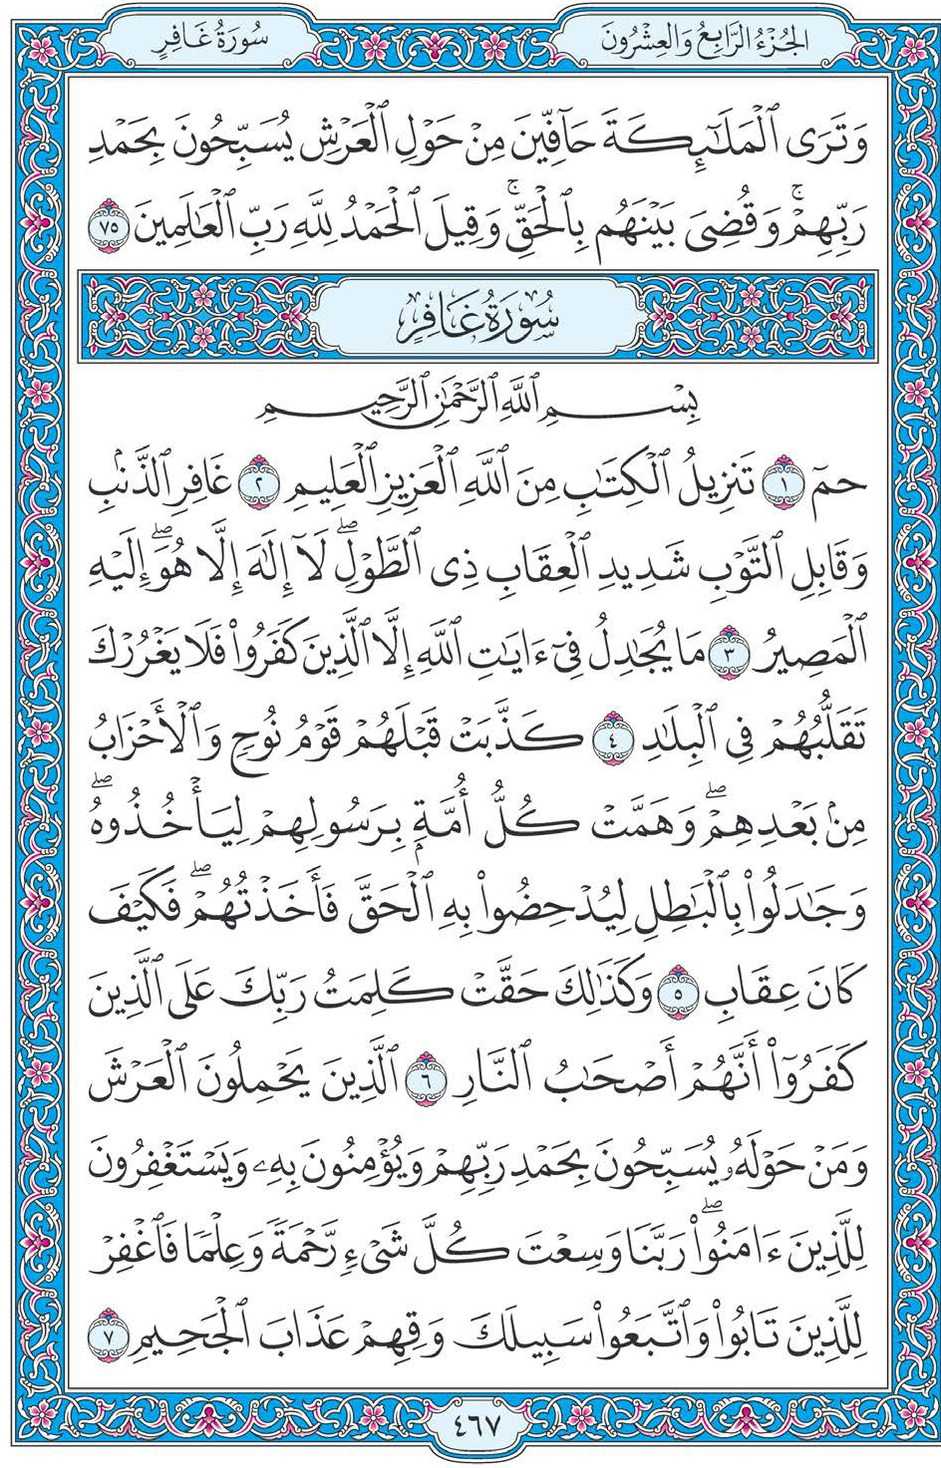 الجُزْءُ الرَّابِعُ وَالعِشْرُونَ
سُورَةُ غَافِرٍ
وَتَرَى ٱلْمَلَٰٓئِكَةَ حَآفِّينَ مِنْ حَوْلِ ٱلْعَرْشِ يُسَبِّحُونَ بِحَمْدِ
رَبِّهِمْۚ وَقُضِىَ بَيْنَهُم بِٱلْحَقِّۚ وَقِيلَ ٱلْحَمْدُ لِلَّهِ رَبِّ ٱلْعَٰلَمِينَ ٧٥
سُورَةُ غَافِرٍ
بِسْمِ ٱللَّهِ ٱلرَّحْمَٰنِ ٱلرَّحِيمِ
حمٓ ١ تَنزِيلُ ٱلْكِتَٰبِ مِنَ ٱللَّهِ ٱلْعَزِيزِ ٱلْعَلِيمِ ٢ غَافِرِ ٱلذَّنۢبِ
وَقَابِلِ ٱلتَّوْبِ شَدِيدِ ٱلْعِقَابِ ذِى ٱلطَّوْلِۖ لَآ إِلَٰهَ إِلَّا هُوَۖ إِلَيْهِ
ٱلْمَصِيرُ ٣ مَا يُجَٰدِلُ فِىٓ ءَايَٰتِ ٱللَّهِ إِلَّا ٱلَّذِينَ كَفَرُوا۟ فَلَا يَغْرُرْكَ
تَقَلُّبُهُمْ فِى ٱلْبِلَٰدِ ٤ كَذَّبَتْ قَبْلَهُمْ قَوْمُ نُوحٍ وَٱلْأَحْزَابُ
مِنۢ بَعْدِهِمْۖ وَهَمَّتْ كُلُّ أُمَّةٍۭ بِرَسُولِهِمْ لِيَأْخُذُوهُۖ
وَجَٰدَلُوا۟ بِٱلْبَٰطِلِ لِيُدْحِضُوا۟ بِهِ ٱلْحَقَّ فَأَخَذْتُهُمْۖ فَكَيْفَ
كَانَ عِقَابِ ٥ وَكَذَٰلِكَ حَقَّتْ كَلِمَتُ رَبِّكَ عَلَى ٱلَّذِينَ
كَفَرُوٓا۟ أَنَّهُمْ أَصْحَٰبُ ٱلنَّارِ ٦ ٱلَّذِينَ يَحْمِلُونَ ٱلْعَرْشَ
وَمَنْ حَوْلَهُۥ يُسَبِّحُونَ بِحَمْدِ رَبِّهِمْ وَيُؤْمِنُونَ بِهِۦ وَيَسْتَغْفِرُونَ
لِلَّذِينَ ءَامَنُوا۟ۖ رَبَّنَا وَسِعْتَ كُلَّ شَىْءٍ رَّحْمَةً وَعِلْمًا فَٱغْفِرْ
لِلَّذِينَ تَابُوا۟ وَٱتَّبَعُوا۟ سَبِيلَكَ وَقِهِمْ عَذَابَ ٱلْجَحِيمِ ٧
٤٦٧